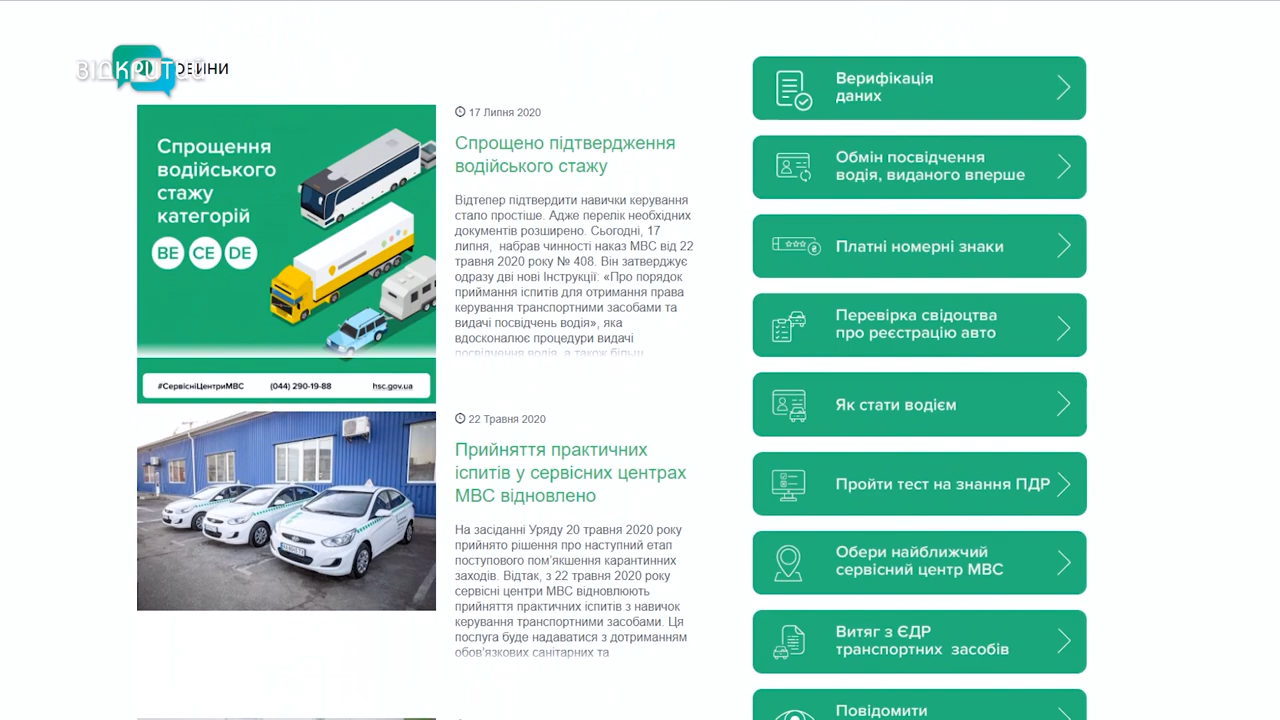 ВІДКРИТИЙ
Новини
Спрощення
водійського
стажу
категорій
BE CE DE
#СервісніЦентриМВС (044) 290-19-88 hsc.gov.ua
17 Липня 2020
Спрощено підтвердження
водійського стажу
Відтепер підтвердити навички керування
стало простіше. Адже перелік необхідних
документів розширено. Сьогодні, 17
липня, набрав чинності наказ МВС від 22
травня 2020 року № 408. Він затверджує
одразу дві нові Інструкції: «Про порядок
приймання іспитів для отримання права
керування транспортними засобами та
видачі посвідчень водія», яка
вдосконалює процедури видачі
посвідчення водія, а також більш
22 Травня 2020
Прийняття практичних
іспитів у сервісних центрах
МВС відновлено
На засіданні Уряду 20 травня 2020 року
прийнято рішення про наступний етап
поступового пом’якшення карантинних
заходів. Відтак, з 22 травня 2020 року
сервісні центри МВС відновлюють
прийняття практичних іспитів з навичок
керування транспортними засобами. Ця
послуга буде надаватися з дотриманням
обов’язкових санітарних та
Верифікація
даних
Обмін посвідчення
водія, виданого вперше
Платні номерні знаки
Перевірка свідоцтва
про реєстрацію авто
Як стати водієм
Пройти тест на знання ПДР
Обери найближчий
сервісний центр МВС
Витяг з ЄДР
транспортних засобів
Повідомити